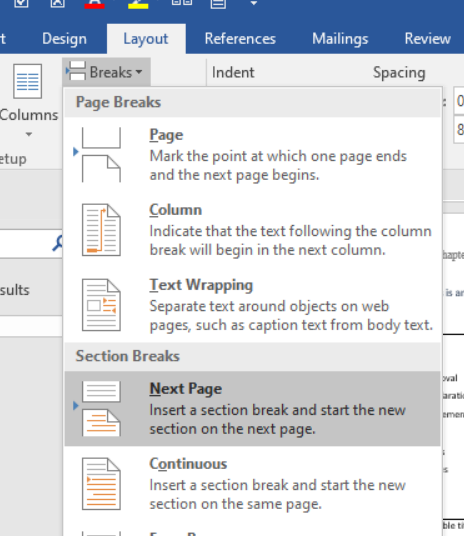 Design Layout References Mailings Review
Breaks Indent Spacing
Columns
Page Breaks
Page
Mark the point at which one page ends
and the next page begins.
Column
Indicate that the text following the column
break will begin in the next column.
Text Wrapping
Separate text around objects on web
pages, such as caption text from body text.
Section Breaks
Next Page
Insert a section break and start the new
section on the next page.
Continuous
Insert a section break and start the new
section on the same page.